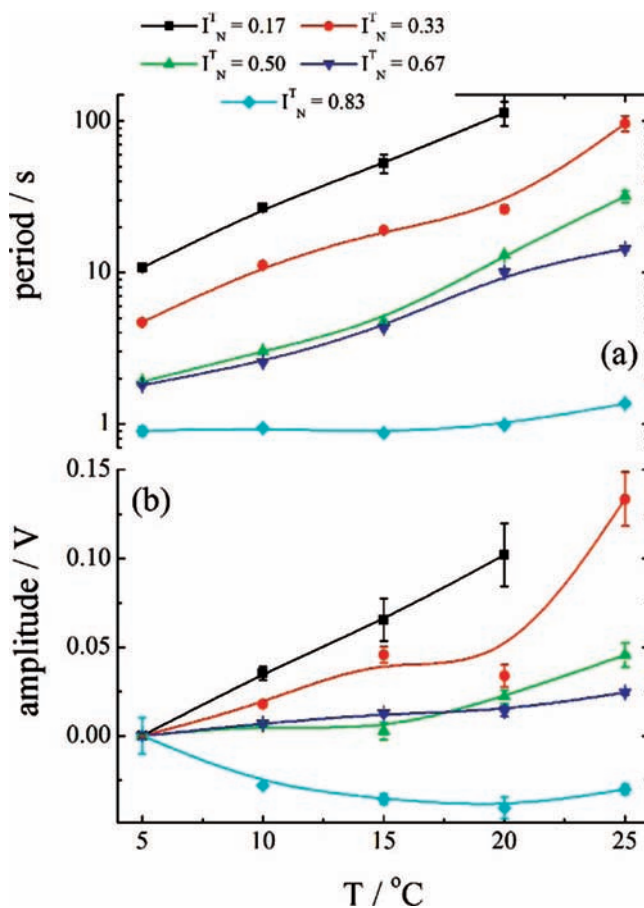 I^T_N = 0.17 I^T_N = 0.33
I^T_N = 0.50 I^T_N = 0.67
I^T_N = 0.83
100
10
1
period / s
(a)
0.15
0.10
0.05
0.00
amplitude / V
(b)
5 10 15 20 25
T / °C